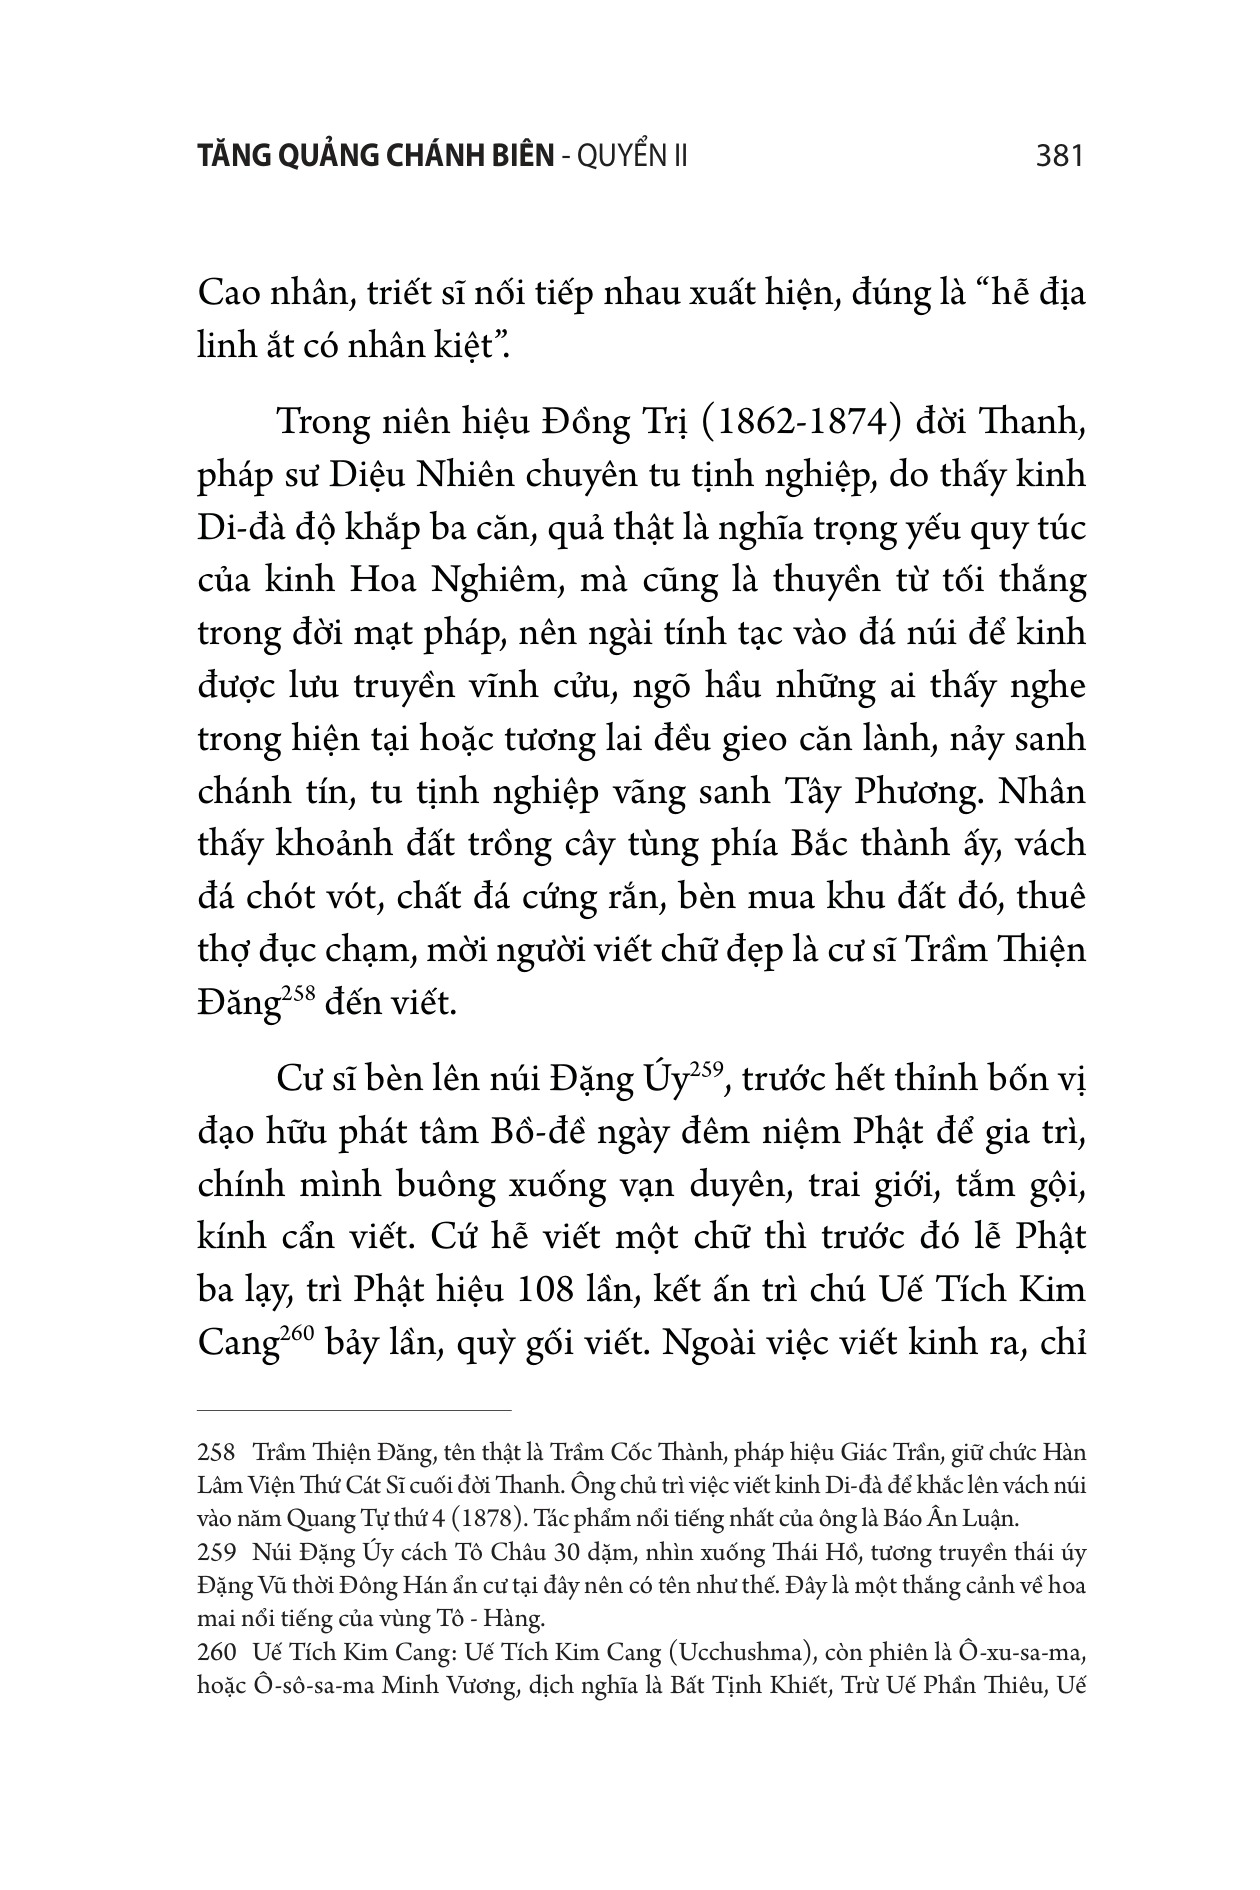 TĂNG QUẢNG CHÁNH BIÊN - QUYỂN II 381
Cao nhân, triết sĩ nối tiếp nhau xuất hiện, đúng là “hễ địa
linh ắt có nhân kiệt”.
Trong niên hiệu Đồng Trị (1862-1874) đời Thanh,
pháp sư Diệu Nhiên chuyên tu tịnh nghiệp, do thấy kinh
Di-đà độ khắp ba căn, quả thật là nghĩa trọng yếu quy túc
của kinh Hoa Nghiêm, mà cũng là thuyền từ tối thắng
trong đời mạt pháp, nên ngài tính tạc vào đá núi để kinh
được lưu truyền vĩnh cửu, ngõ hầu những ai thấy nghe
trong hiện tại hoặc tương lai đều gieo căn lành, nảy sanh
chánh tín, tu tịnh nghiệp vãng sanh Tây Phương. Nhân
thấy khoảnh đất trồng cây tùng phía Bắc thành ấy, vách
đá chót vót, chất đá cứng rắn, bèn mua khu đất đó, thuê
thợ đục chạm, mời người viết chữ đẹp là cư sĩ Trầm Thiện
Đăng258 đến viết.
Cư sĩ bèn lên núi Đặng Úy259, trước hết thỉnh bốn vị
đạo hữu phát tâm Bồ-đề ngày đêm niệm Phật để gia trì,
chính mình buông xuống vạn duyên, trai giới, tắm gội,
kính cẩn viết. Cứ hễ viết một chữ thì trước đó lễ Phật
ba lạy, trì Phật hiệu 108 lần, kết ấn trì chú Uế Tích Kim
Cang260 bảy lần, quỳ gối viết. Ngoài việc viết kinh ra, chỉ
258 Trầm Thiện Đăng, tên thật là Trầm Cốc Thành, pháp hiệu Giác Trần, giữ chức Hàn
Lâm Viện Thứ Cát Sĩ cuối đời Thanh. Ông chủ trì việc viết kinh Di-đà để khắc lên vách núi
vào năm Quang Tự thứ 4 (1878). Tác phẩm nổi tiếng nhất của ông là Báo Ân Luận.
259 Núi Đặng Úy cách Tô Châu 30 dặm, nhìn xuống Thái Hồ, tương truyền thái úy
Đặng Vũ thời Đông Hán ẩn cư tại đây nên có tên như thế. Đây là một thắng cảnh về hoa
mai nổi tiếng của vùng Tô - Hàng.
260 Uế Tích Kim Cang: Uế Tích Kim Cang (Ucchushma), còn phiên là Ô-xu-sa-ma,
hoặc Ô-sô-sa-ma Minh Vương, dịch nghĩa là Bất Tịnh Khiết, Trừ Uế Phần Thiêu, Uế